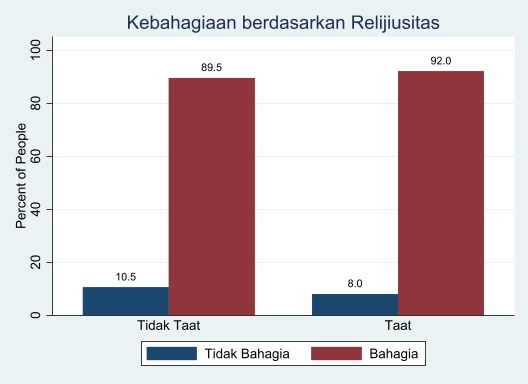 Kebahagiaan berdasarkan Relijiusitas
Percent of People
100
80
60
40
20
0
10.5
89.5
8.0
92.0
Tidak Taat
Taat
Tidak Bahagia
Bahagia